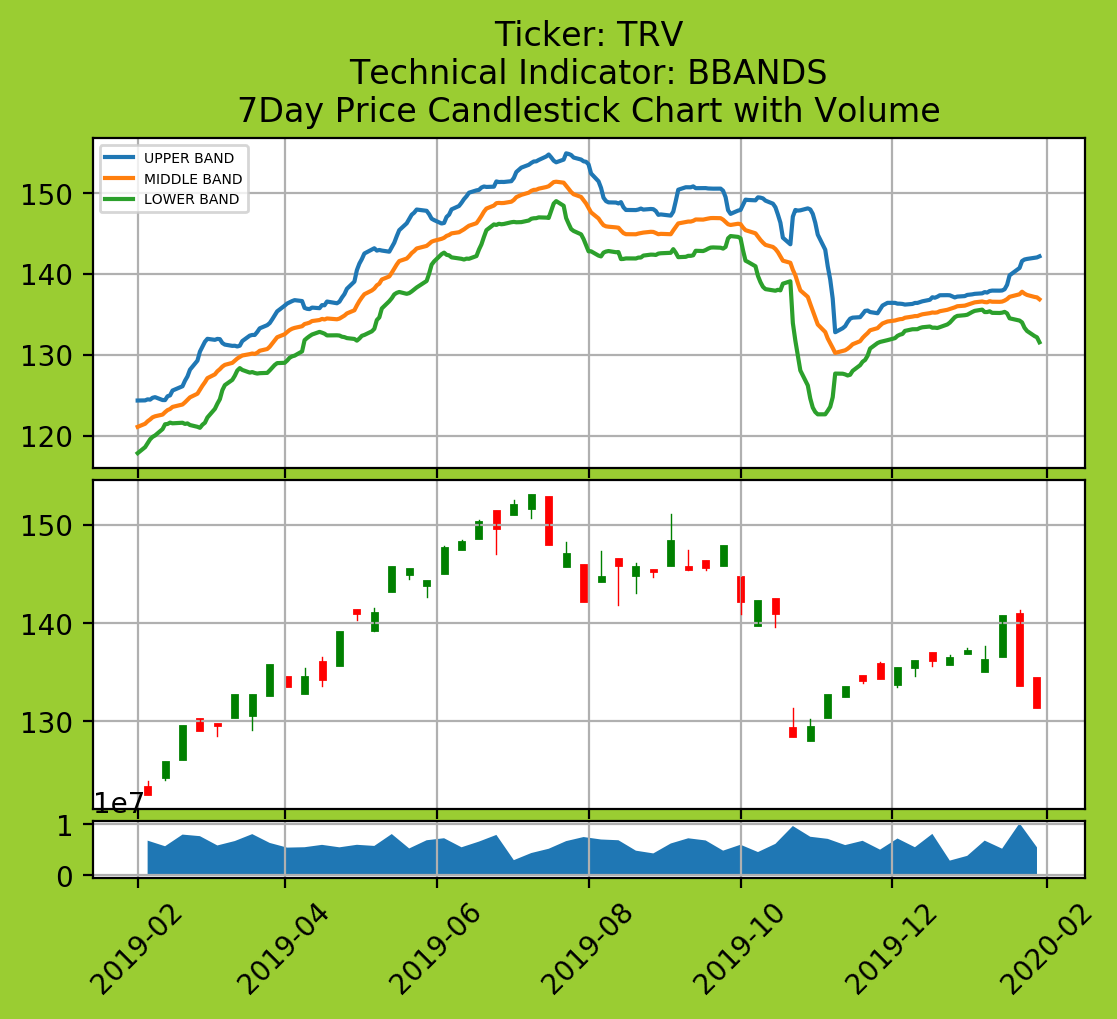 Ticker: TRV
Technical Indicator: BBANDS
7Day Price Candlestick Chart with Volume
UPPER BAND
MIDDLE BAND
LOWER BAND
150
140
130
120
150
140
130
1e7
1
0
2019-02
2019-04
2019-06
2019-08
2019-10
2019-12
2020-02